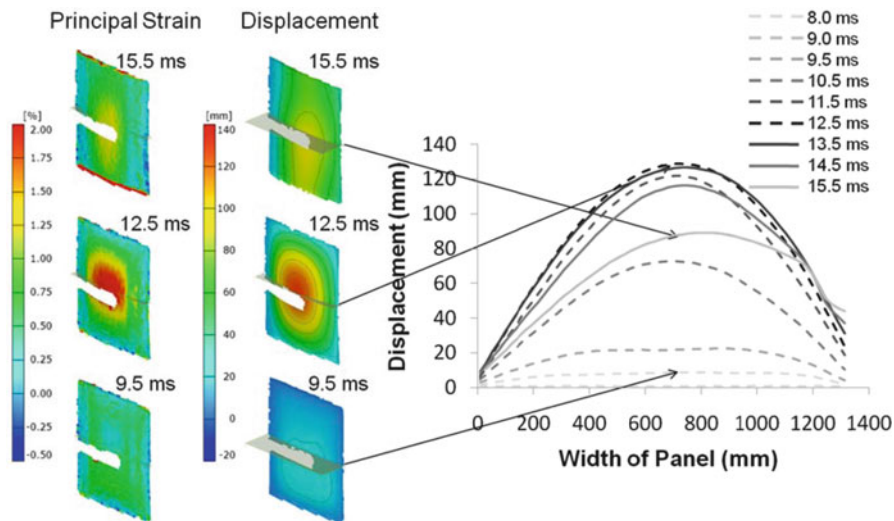 Principal Strain
Displacement
15.5 ms
15.5 ms
[%]
2.00
1.75
1.50
1.25
1.00
0.75
0.50
0.25
0.00
-0.25
-0.50
[mm]
140
120
100
80
60
40
20
0
-20
12.5 ms
12.5 ms
9.5 ms
9.5 ms
8.0 ms
9.0 ms
9.5 ms
10.5 ms
11.5 ms
12.5 ms
13.5 ms
14.5 ms
15.5 ms
Displacement (mm)
140
120
100
80
60
40
20
0
0 200 400 600 800 1000 1200 1400
Width of Panel (mm)